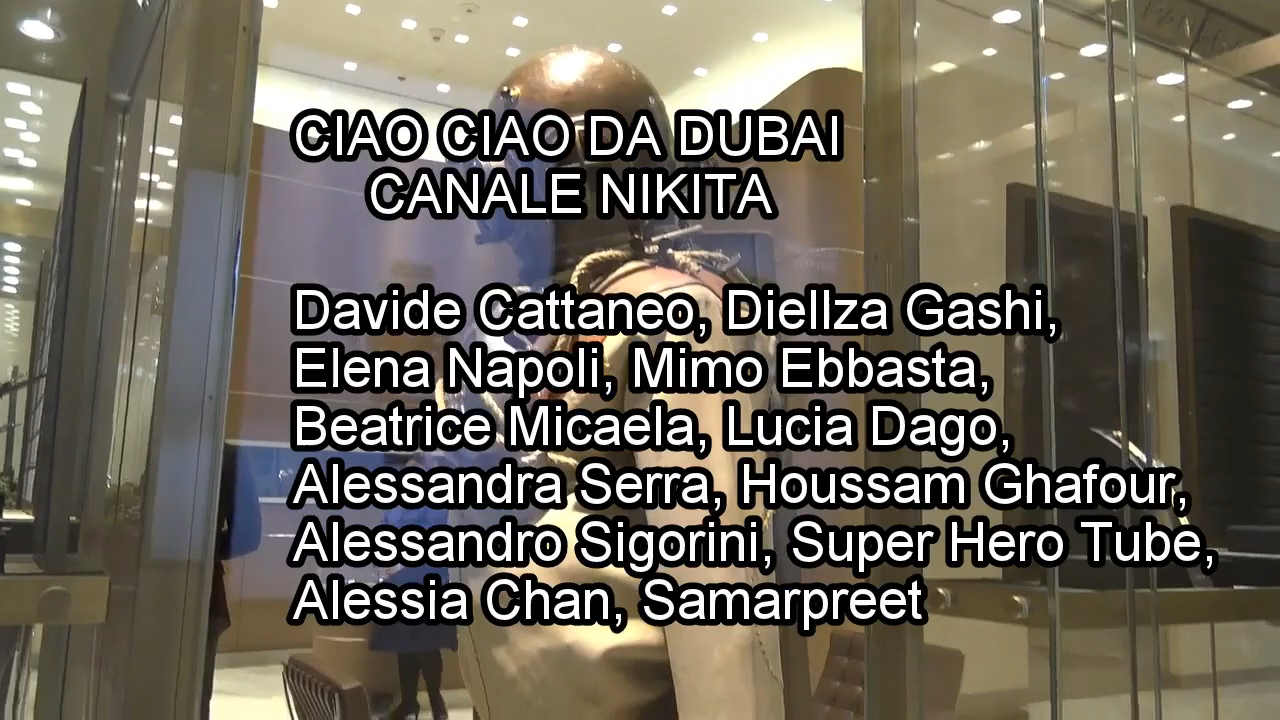 CIAO CIAO DA DUBAI
CANALE NIKITA
Davide Cattaneo, Diellza Gashi,
Elena Napoli, Mimo Ebbasta,
Beatrice Micaela, Lucia Dago,
Alessandra Serra, Houssam Ghafour,
Alessandro Sigorini, Super Hero Tube,
Alessia Chan, Samarpreet